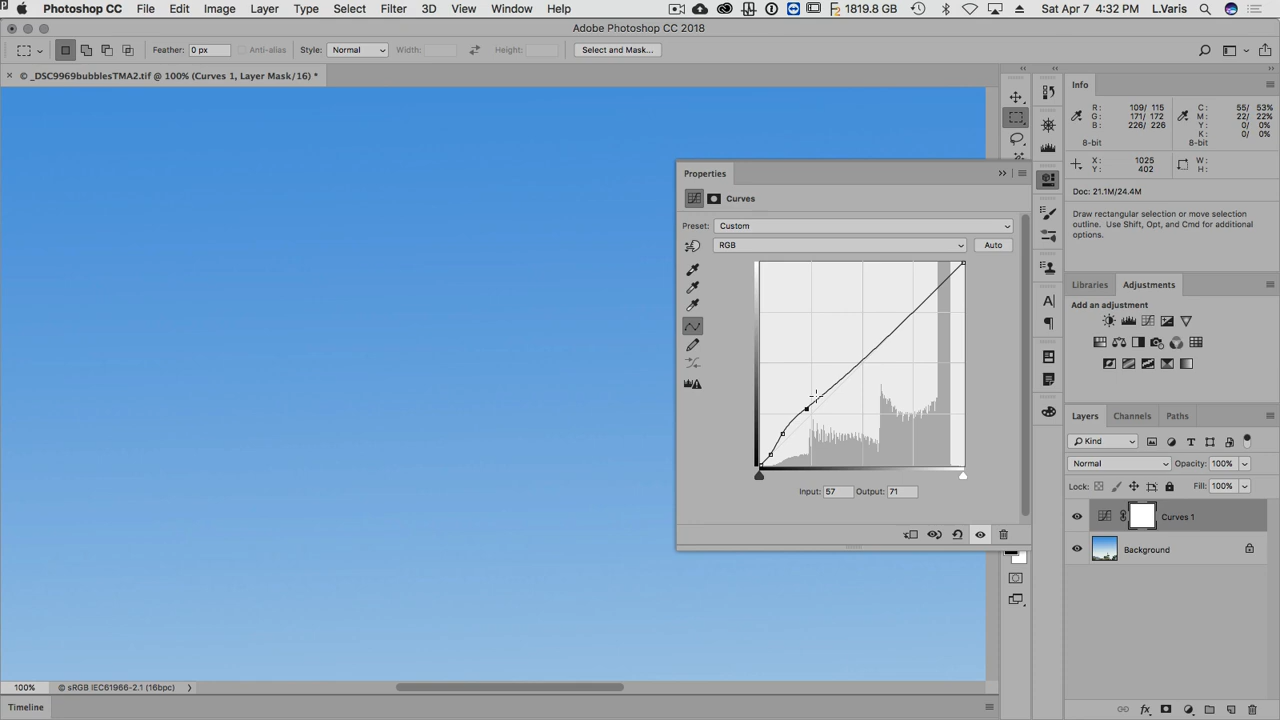 Photoshop CC File Edit Image Layer Type Select Filter 3D View Window Help 1819.8 GB Sat Apr 7 4:32 PM L.Varis
Adobe Photoshop CC 2018
Feather: 0 px Anti-alias Style: Normal Width: Height: Select and Mask...
© _DSC9969bubblesTMA2.tif @ 100% (Curves 1, Layer Mask/16) *
Info
R: 109/ 115 C: 55/ 53%
G: 171/ 172 M: 22/ 22%
B: 226/ 226 Y: 0/ 0%
K: 0/ 0%
8-bit 8-bit
X: 1025 W:
Y: 402 H:
Doc: 21.1M/24.4M
Draw rectangular selection or move selection
outline. Use Shift, Opt, and Cmd for additional
options.
Properties
Curves
Preset: Custom
RGB Auto
Input: 57 Output: 71
Libraries Adjustments
Add an adjustment
Layers Channels Paths
Kind
Normal Opacity: 100%
Lock: Fill: 100%
Curves 1
Background
100% © sRGB IEC61966-2.1 (16bpc)
Timeline